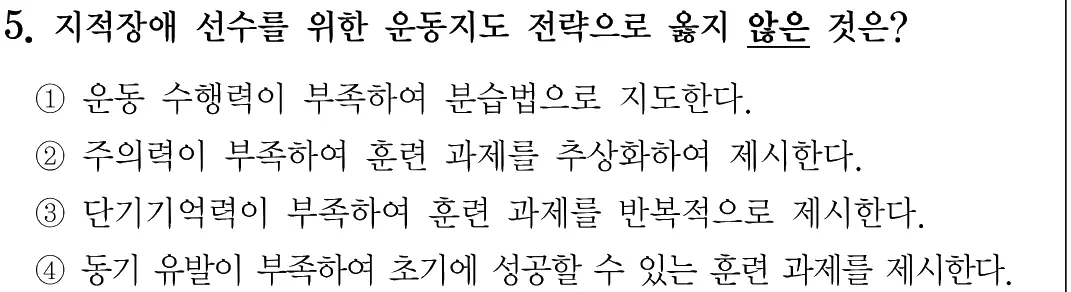 5. 지적장애 선수를 위한 운동지도 전략으로 옳지 않은 것은?
① 운동 수행력이 부족하여 분습법으로 지도한다.
② 주의력이 부족하여 훈련 과제를 추상화하여 제시한다.
③ 단기기억력이 부족하여 훈련 과제를 반복적으로 제시한다.
④ 동기 유발이 부족하여 초기에 성공할 수 있는 훈련 과제를 제시한다.